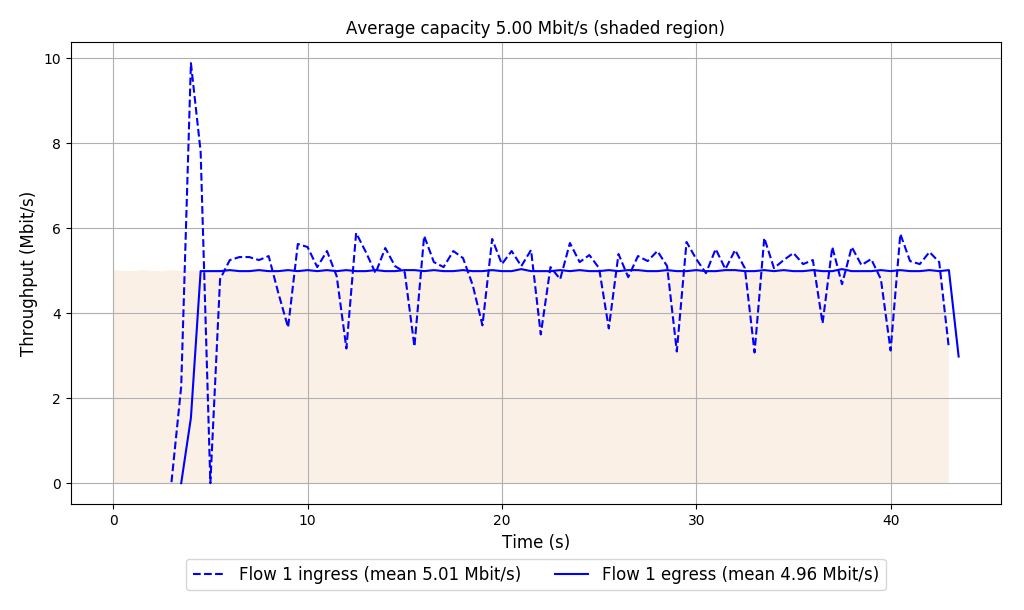 Average capacity 5.00 Mbit/s (shaded region)
Throughput (Mbit/s)
10
8
6
4
2
0
0 10 20 30 40
Time (s)
Flow 1 ingress (mean 5.01 Mbit/s) Flow 1 egress (mean 4.96 Mbit/s)